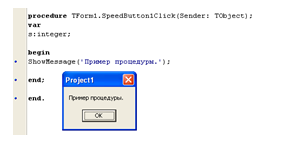 procedure TForm1.SpeedButton1Click(Sender: TObject);
var
s:integer;
begin
ShowMessage('Пример процедуры.');
end;
end.
Project1
Пример процедуры.
OK